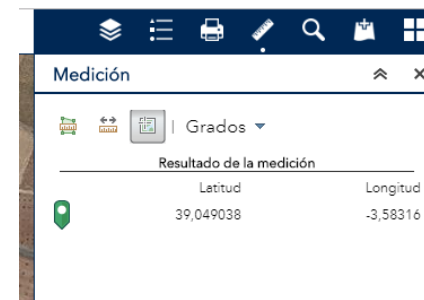 Medición
| Grados
Resultado de la medición
Latitud Longitud
39,049038 -3,58316